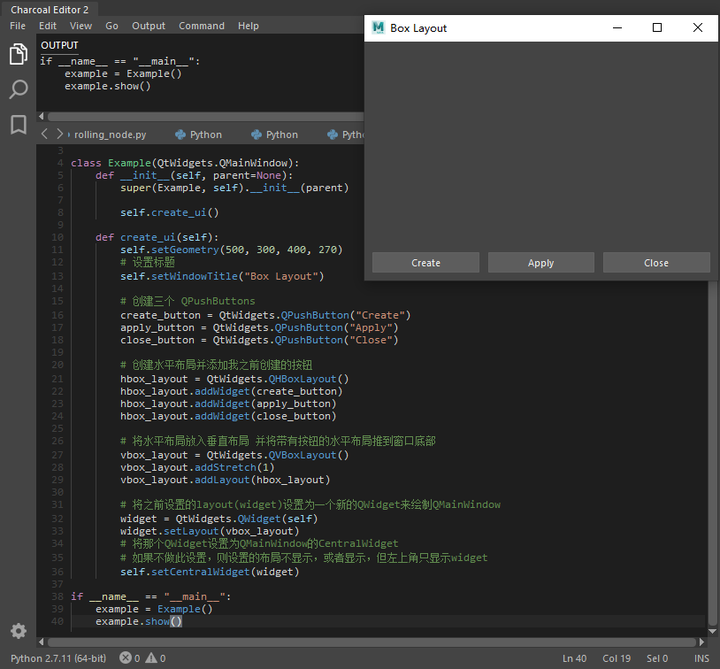 Charcoal Editor 2
File Edit View Go Output Command Help
OUTPUT
if __name__ == "__main__":
    example = Example()
    example.show()
Box Layout
Create Apply Close
rolling_node.py Python Python Pyth
3
4 class Example(QtWidgets.QMainWindow):
5     def __init__(self, parent=None):
6         super(Example, self).__init__(parent)
7
8         self.create_ui()
9
10     def create_ui(self):
11         self.setGeometry(500, 300, 400, 270)
12         # 设置标题
13         self.setWindowTitle("Box Layout")
14
15         # 创建三个 QPushButtons
16         create_button = QtWidgets.QPushButton("Create")
17         apply_button = QtWidgets.QPushButton("Apply")
18         close_button = QtWidgets.QPushButton("Close")
19
20         # 创建水平布局并添加我之前创建的按钮
21         hbox_layout = QtWidgets.QHBoxLayout()
22         hbox_layout.addWidget(create_button)
23         hbox_layout.addWidget(apply_button)
24         hbox_layout.addWidget(close_button)
25
26         # 将水平布局放入垂直布局 并将带有按钮的水平布局推到窗口底部
27         vbox_layout = QtWidgets.QVBoxLayout()
28         vbox_layout.addStretch(1)
29         vbox_layout.addLayout(hbox_layout)
30
31         # 将之前设置的layout(widget)设置为一个新的QWidget来绘制QMainWindow
32         widget = QtWidgets.QWidget(self)
33         widget.setLayout(vbox_layout)
34         # 将那个QWidget设置为QMainWindow的CentralWidget
35         # 如果不做此设置，则设置的布局不显示，或者显示，但左上角只显示widget
36         self.setCentralWidget(widget)
37
38 if __name__ == "__main__":
39     example = Example()
40     example.show()
Python 2.7.11 (64-bit) 0 0 Ln 40 Col 19 Sel 0 INS